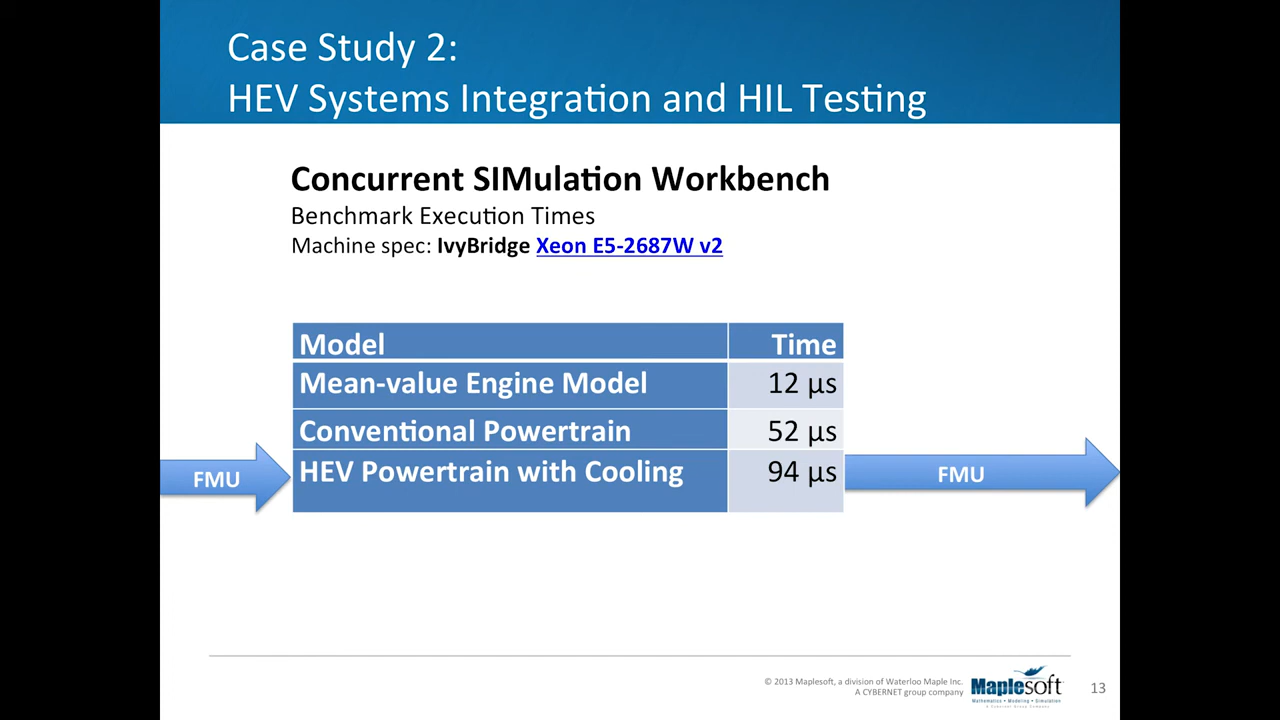 Case Study 2:
HEV Systems Integration and HIL Testing
Concurrent SIMulation Workbench
Benchmark Execution Times
Machine spec: IvyBridge Xeon E5-2687W v2
Model Time
Mean-value Engine Model 12 µs
Conventional Powertrain 52 µs
HEV Powertrain with Cooling 94 µs
FMU
FMU
© 2013 Maplesoft, a division of Waterloo Maple Inc.
A CYBERNET group company
Maplesoft
Mathematics • Modeling • Simulation
A Cybernet Group Company
13